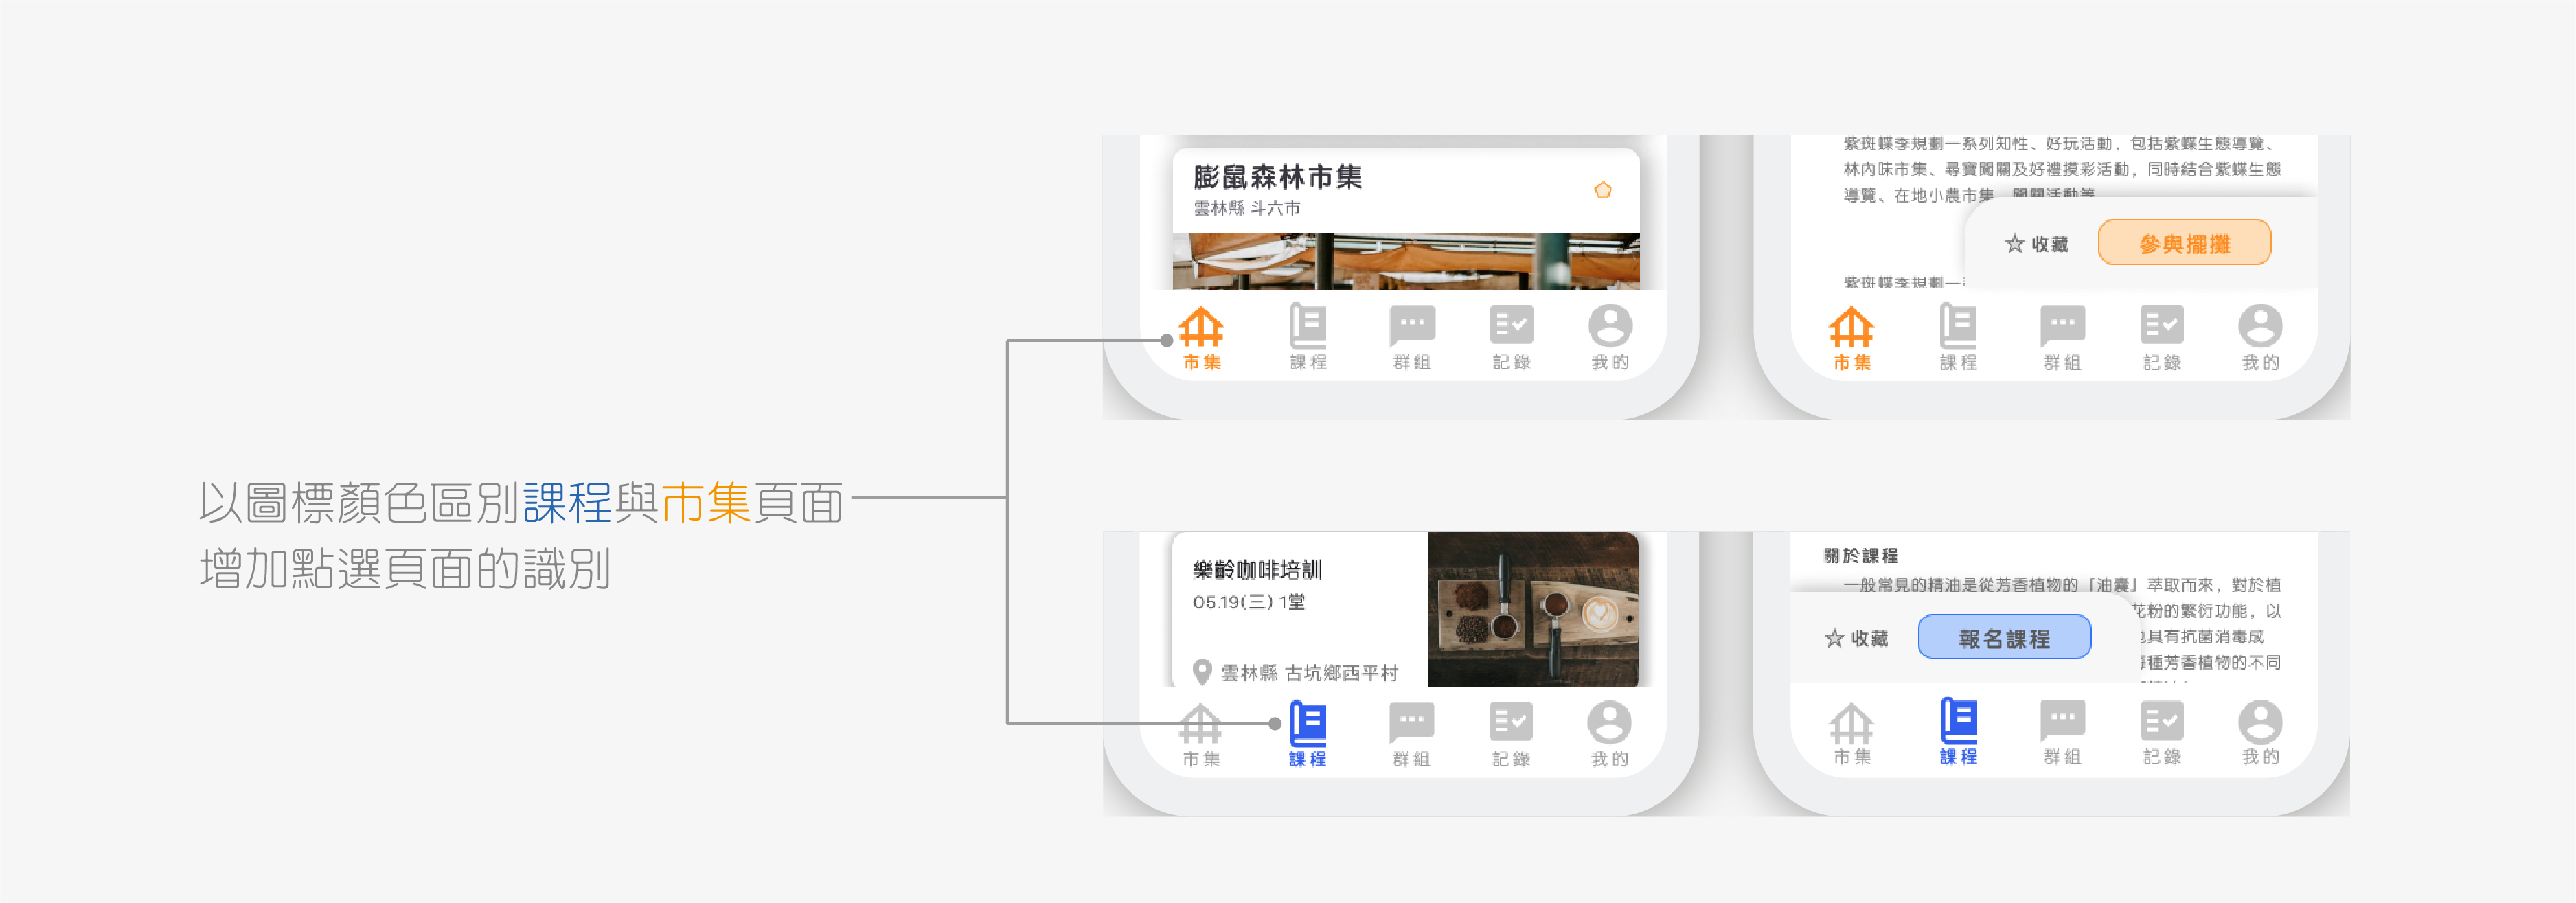 以圖標顏色區別課程與市集頁面
增加點選頁面的識別
膨鼠森林市集
雲林縣 斗六市
市集
課程
群組
記錄
我的
紫斑蝶季規劃一系列知性、好玩活動，包括紫蝶生態導覽、
林內味市集、尋寶闖關及好禮摸彩活動，同時結合紫蝶生態
導覽、在地小農市集、闖關活動等
☆ 收藏
參與擺攤
紫斑蝶季規劃一
市集
課程
群組
記錄
我的
樂齡咖啡培訓
05.19(三) 1堂
雲林縣 古坑鄉西平村
市集
課程
群組
記錄
我的
關於課程
一般常見的精油是從芳香植物的「油囊」萃取而來，對於植
花粉的繁衍功能，以
具有抗菌消毒成
種芳香植物的不同
☆ 收藏
報名課程
市集
課程
群組
記錄
我的